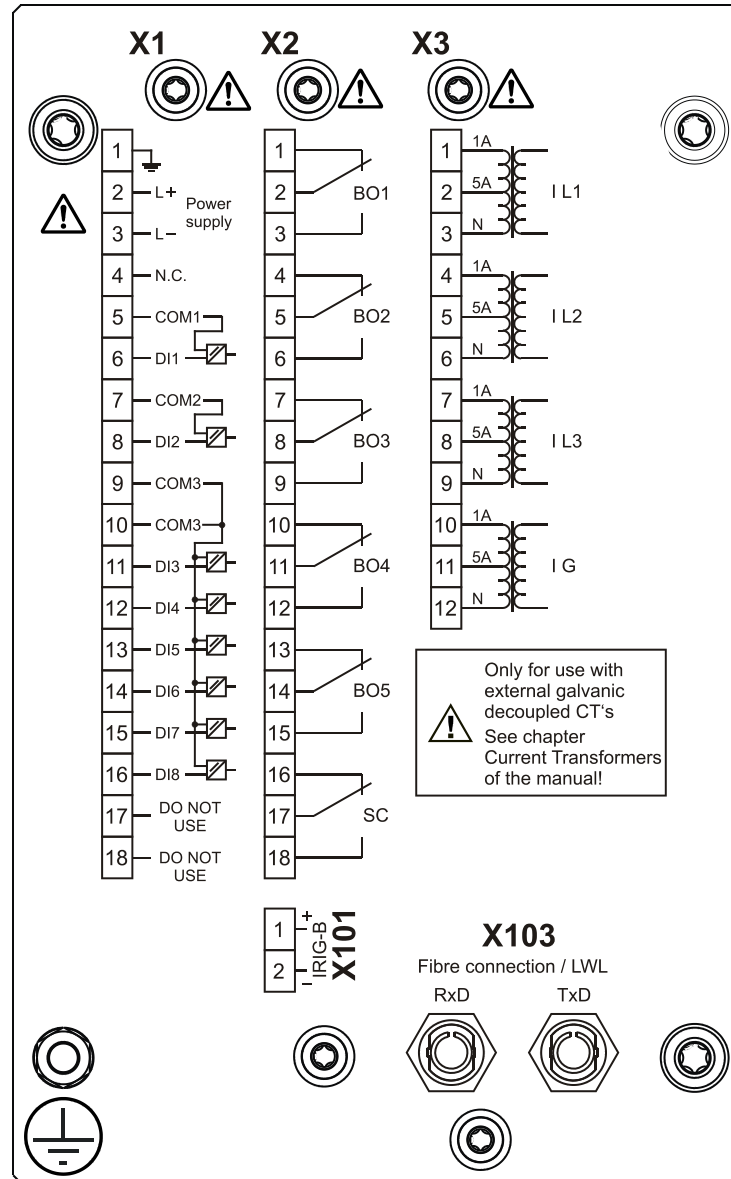 X1 X2 X3
1
2 L+
3 L–
Power
supply
4 N.C.
5 COM1
6 DI1
7 COM2
8 DI2
9 COM3
10 COM3
11 DI3
12 DI4
13 DI5
14 DI6
15 DI7
16 DI8
17 DO NOT
USE
18 DO NOT
USE
1
2 BO1
3
4
5 BO2
6
7
8 BO3
9
10
11 BO4
12
13
14 BO5
15
16
17 SC
18
1 1A
2 5A I L1
3 N
4 1A
5 5A I L2
6 N
7 1A
8 5A I L3
9 N
10 1A
11 5A I G
12 N
Only for use with
external galvanic
decoupled CT‘s
See chapter
Current Transformers
of the manual!
1 +
2 –
IRIG-B
X101
X103
Fibre connection / LWL
RxD TxD